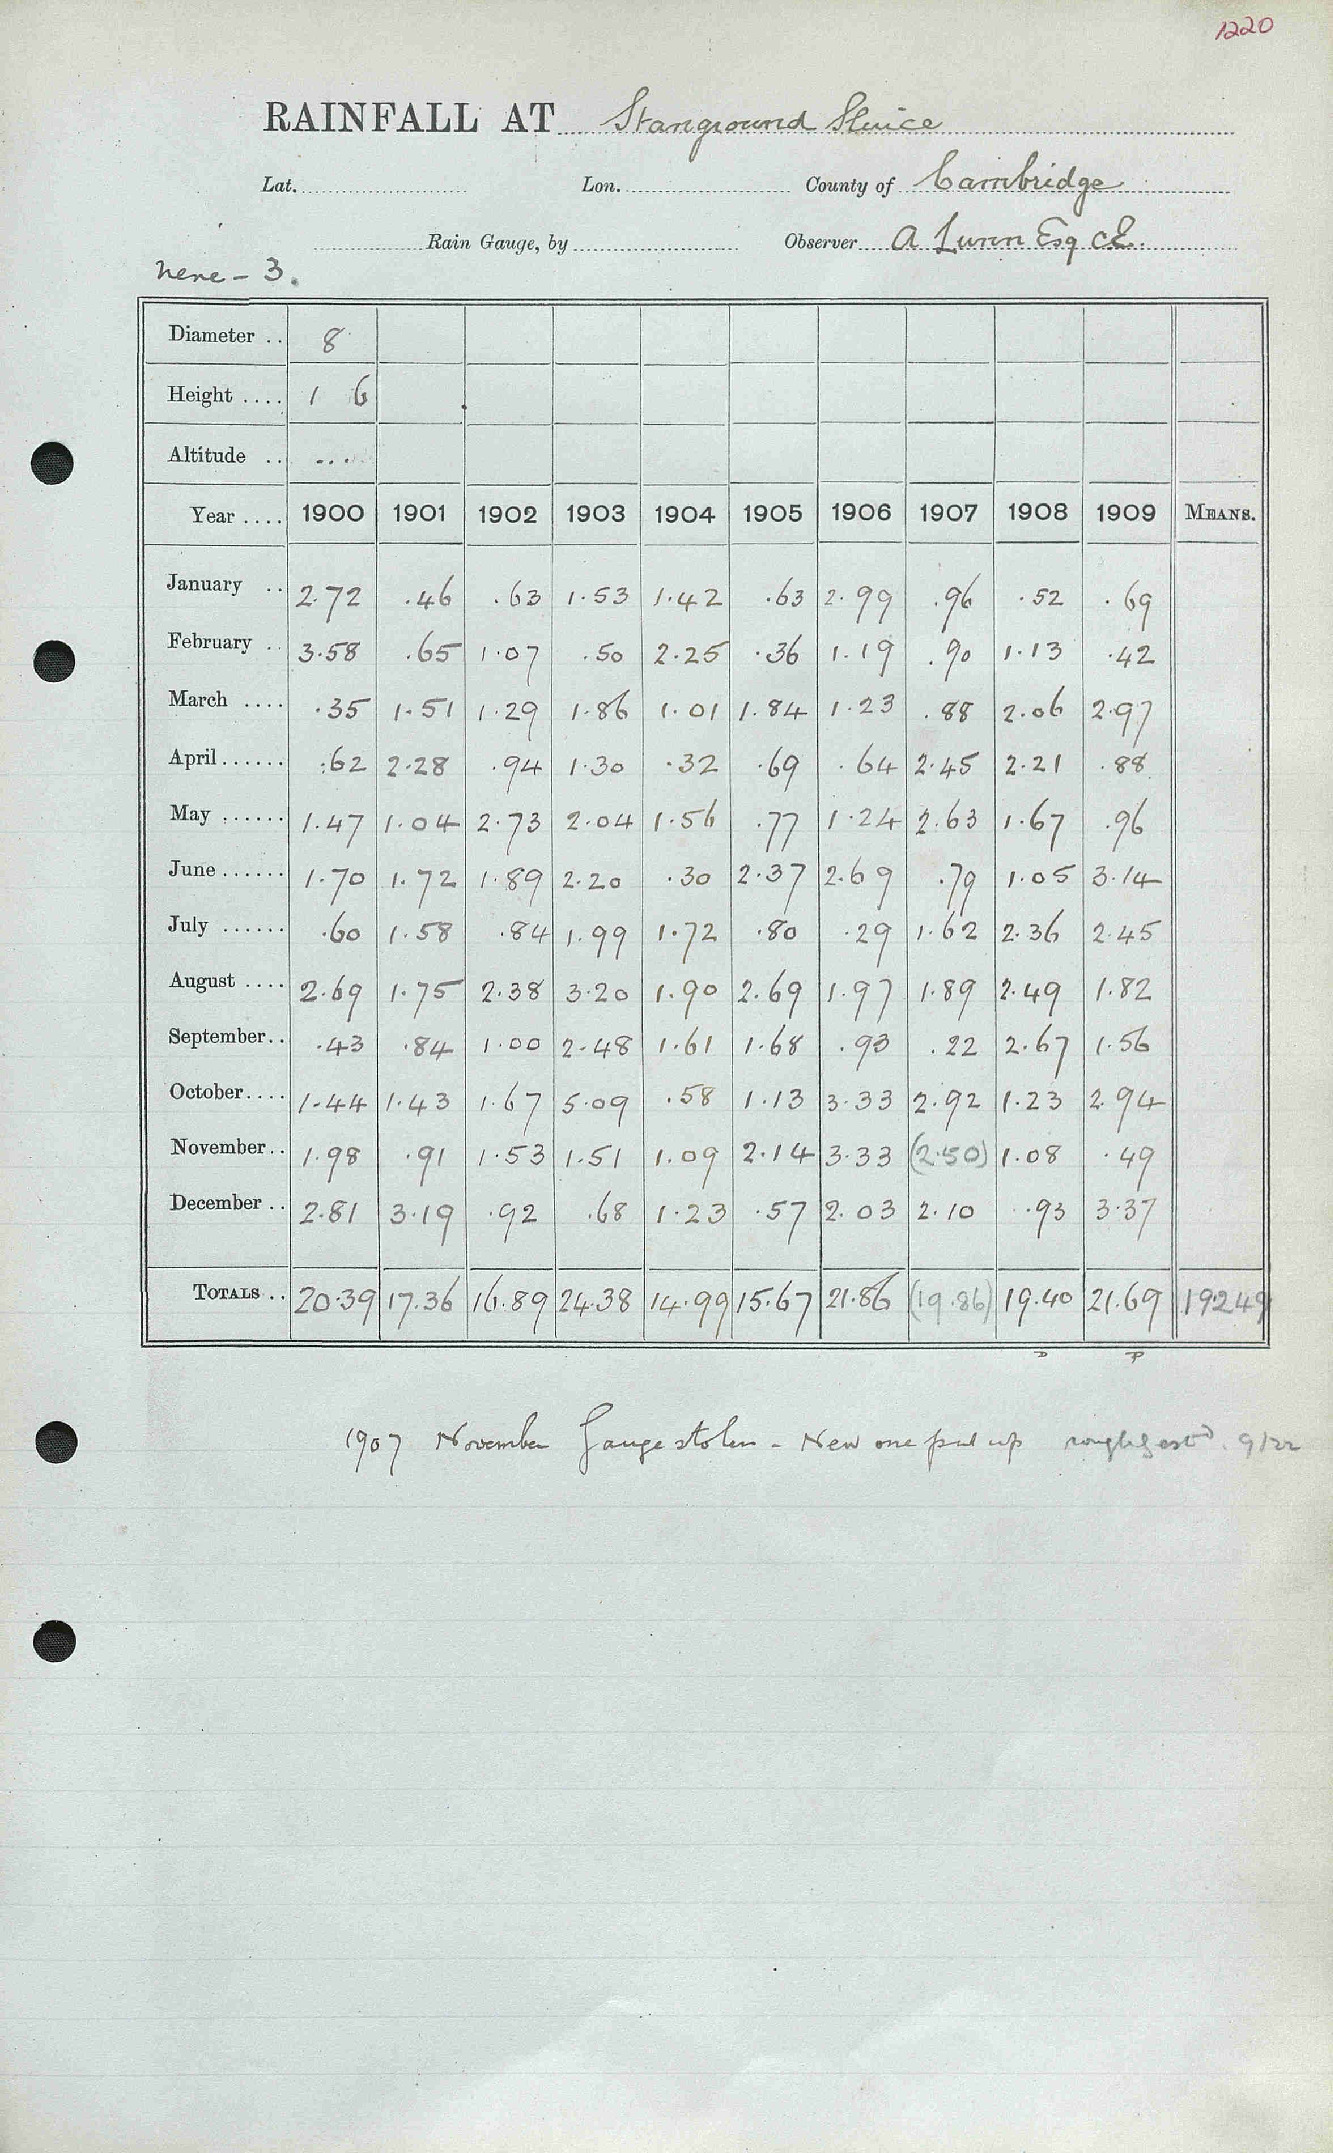 1220
RAINFALL AT Stanground Sluice
Lat. Lon. County of Cambridge
Rain Gauge, by Observer A Lunn Esq CE.
Nene - 3.
Diameter .. 8
Height .... 1 6
Altitude .. ....
Year .... 1900 1901 1902 1903 1904 1905 1906 1907 1908 1909 MEANS.
January .. 2.72 .46 .63 1.53 1.42 .63 2.99 .96 .52 .69
February .. 3.58 .65 1.07 .50 2.25 .36 1.19 .90 1.13 .42
March .... .35 1.51 1.29 1.86 1.01 1.84 1.23 .88 2.06 2.97
April ...... .62 2.28 .94 1.30 .32 .69 .64 2.45 2.21 .88
May ...... 1.47 1.04 2.73 2.04 1.56 .77 1.24 2.63 1.67 .96
June ...... 1.70 1.72 1.89 2.20 .30 2.37 2.69 .79 1.05 3.14
July ...... .60 1.58 .84 1.99 1.72 .80 .29 1.62 2.36 2.45
August .... 2.69 1.75 2.38 3.20 1.90 2.69 1.97 1.89 2.49 1.82
September.. .43 .84 1.00 2.48 1.61 1.68 .93 .22 2.67 1.56
October.... 1.44 1.43 1.67 5.09 .58 1.13 3.33 2.92 1.23 2.94
November.. 1.98 .91 1.53 1.51 1.09 2.14 3.33 (2.50) 1.08 .49
December .. 2.81 3.19 .92 .68 1.23 .57 2.03 2.10 .93 3.37
TOTALS .. 20.39 17.36 16.89 24.38 14.99 15.67 21.86 (19.86) 19.40 21.69 192.49
1907 November Gauge stolen - New one put up roughly estd. 9/22